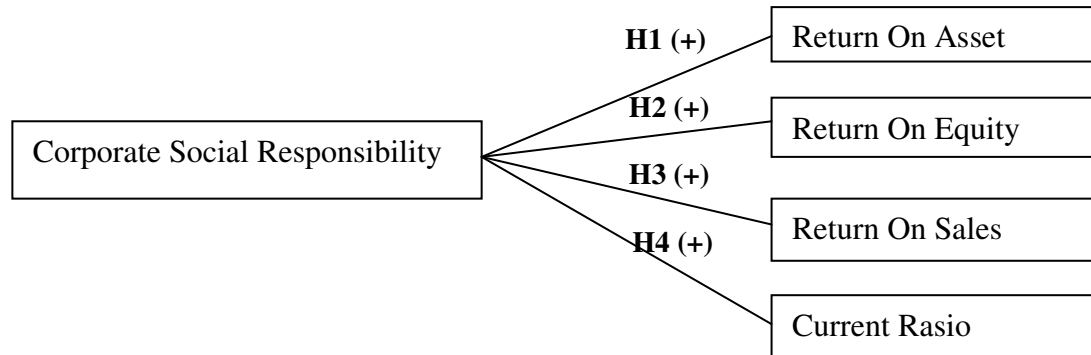 Corporate Social Responsibility
H1 (+)
Return On Asset
H2 (+)
Return On Equity
H3 (+)
Return On Sales
H4 (+)
Current Rasio